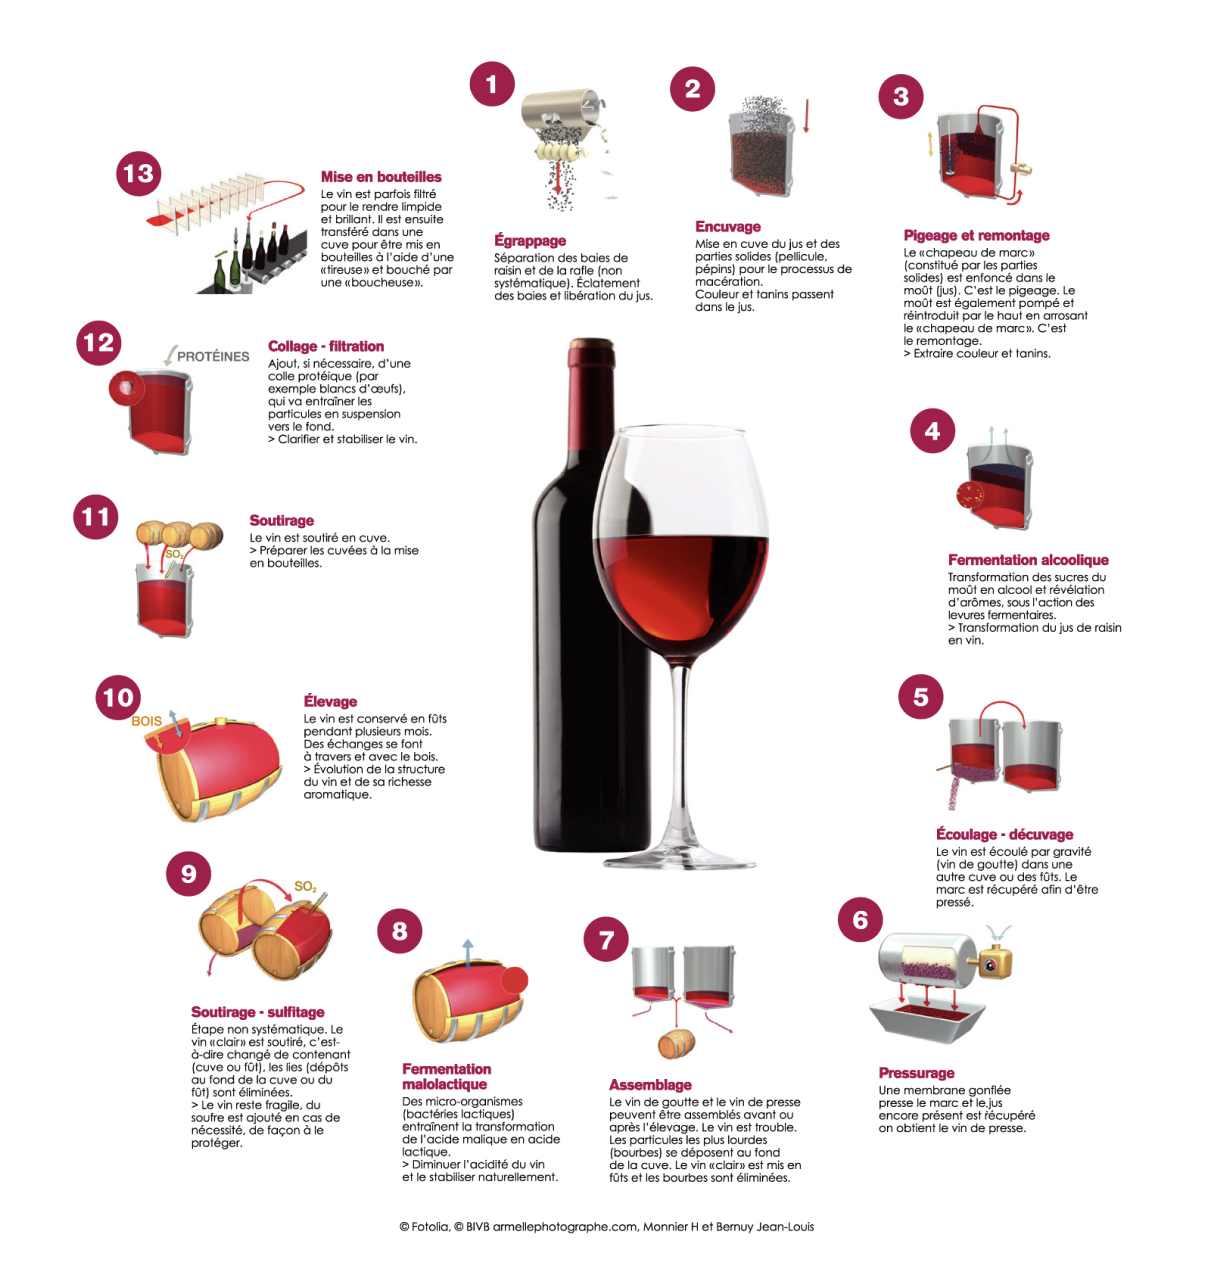 1
Égrappage
Séparation des baies de
raisin et de la rafle (non
systématique). Éclatement
des baies et libération du jus.
2
Encuvage
Mise en cuve du jus et des
parties solides (pellicule,
pépins) pour le processus de
macération.
Couleur et tanins passent
dans le jus.
3
Pigeage et remontage
Le «chapeau de marc»
(constitué par les parties
solides) est enfoncé dans le
moût (jus). C'est le pigeage. Le
moût est également pompé et
réintroduit par le haut en arrosant
le «chapeau de marc». C'est
le remontage.
> Extraire couleur et tanins.
4
Fermentation alcoolique
Transformation des sucres du
moût en alcool et révélation
d'arômes, sous l'action des
levures fermentaires.
> Transformation du jus de raisin
en vin.
5
Écoulage - décuvage
Le vin est écoulé par gravité
(vin de goutte) dans une
autre cuve ou des fûts. Le
marc est récupéré afin d'être
pressé.
6
Pressurage
Une membrane gonflée
presse le marc et le jus
encore présent est récupéré
on obtient le vin de presse.
7
Assemblage
Le vin de goutte et le vin de presse
peuvent être assemblés avant ou
après l'élevage. Le vin est trouble.
Les particules les plus lourdes
(bourbes) se déposent au fond
de la cuve. Le vin «clair» est mis en
fûts et les bourbes sont éliminées.
8
Fermentation
malolactique
Des micro-organismes
(bactéries lactiques)
entraînent la transformation
de l'acide malique en acide
lactique.
> Diminuer l'acidité du vin
et le stabiliser naturellement.
9
SO2
Soutirage - sulfitage
Étape non systématique. Le
vin «clair» est soutiré, c'est-
à-dire changé de contenant
(cuve ou fût), les lies (dépôts
au fond de la cuve ou du
fût) sont éliminées.
> Le vin reste fragile, du
soufre est ajouté en cas de
nécessité, de façon à le
protéger.
10
BOIS
Élevage
Le vin est conservé en fûts
pendant plusieurs mois.
Des échanges se font
à travers et avec le bois.
> Évolution de la structure
du vin et de sa richesse
aromatique.
11
SO2
Soutirage
Le vin est soutiré en cuve.
> Préparer les cuvées à la mise
en bouteilles.
12
PROTÉINES
Collage - filtration
Ajout, si nécessaire, d'une
colle protéique (par
exemple blancs d'œufs),
qui va entraîner les
particules en suspension
vers le fond.
> Clarifier et stabiliser le vin.
13
Mise en bouteilles
Le vin est parfois filtré
pour le rendre limpide
et brillant. Il est ensuite
transféré dans une
cuve pour être mis en
bouteilles à l'aide d'une
«tireuse» et bouché par
une «boucheuse».
© Fotolia, © BIVB armellephotographe.com, Monnier H et Bernuy Jean-Louis